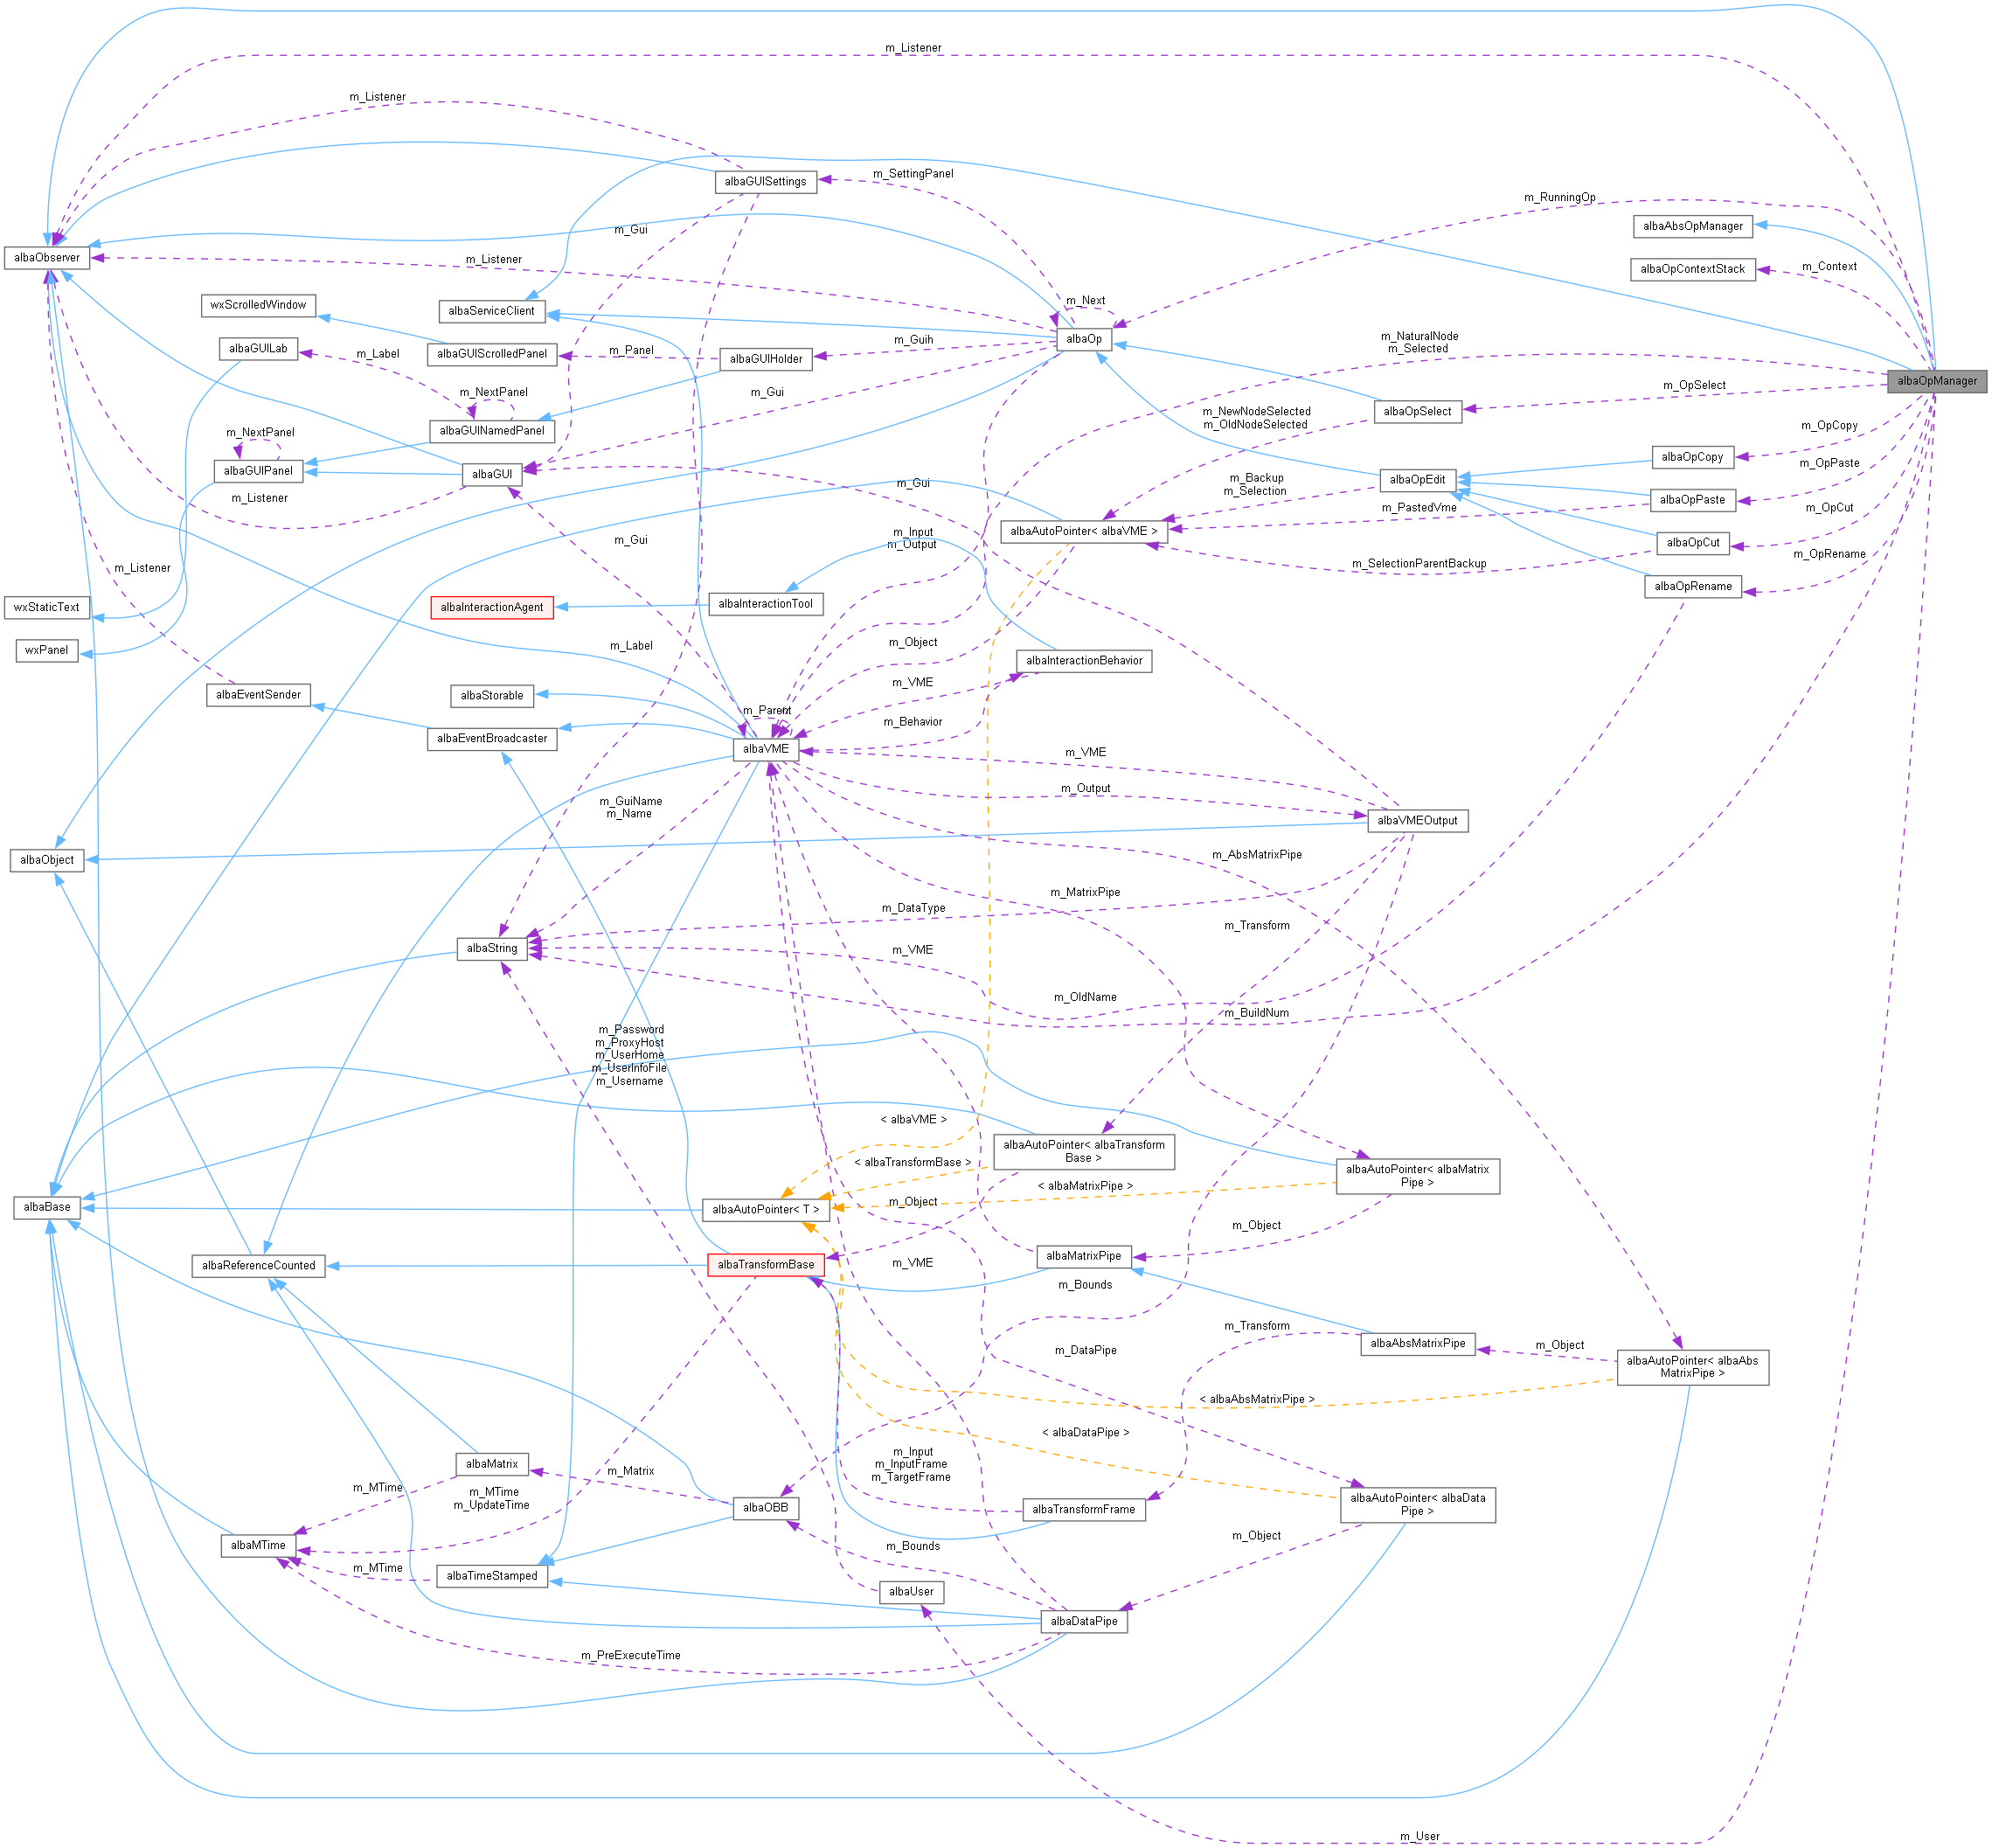 m_Listener
m_Listener
albaGUISettings
m_SettingPanel
m_RunningOp
albaAbsOpManager
m_Gui
albaObserver
m_Listener
albaOpContextStack
m_Context
wxScrolledWindow
albaServiceClient
m_Next
albaOp
m_NaturalNode
m_Selected
albaGUILab
m_Label
albaGUIScrolledPanel
m_Panel
albaGUIHolder
m_Guih
albaOpManager
m_OpSelect
m_NextPanel
m_Gui
m_NewNodeSelected
m_OldNodeSelected
albaOpSelect
m_NextPanel
albaGUINamedPanel
m_OpCopy
albaGUIPanel
albaGUI
albaOpCopy
m_OpPaste
m_Listener
m_Gui
m_Backup
m_Selection
albaOpEdit
albaOpPaste
m_PastedVme
m_OpCut
albaAutoPointer< albaVME >
m_Input
m_Output
m_Gui
albaOpCut
m_OpRename
m_Listener
m_SelectionParentBackup
albaOpRename
wxStaticText
albaInteractionAgent
albaInteractionTool
wxPanel
m_Label
m_Object
albaInteractionBehavior
albaEventSender
albaStorable
m_VME
m_Parent
m_Behavior
albaEventBroadcaster
albaVME
m_VME
m_Output
m_GuiName
m_Name
albaVMEOutput
albaObject
m_AbsMatrixPipe
m_MatrixPipe
m_DataType
m_Transform
albaString
m_VME
m_OldName
m_BuildNum
m_Password
m_ProxyHost
m_UserHome
m_UserInfoFile
m_Username
< albaVME >
albaAutoPointer< albaTransform
Base >
< albaTransformBase >
albaAutoPointer< albaMatrix
Pipe >
< albaMatrixPipe >
albaBase
albaAutoPointer< T >
m_Object
m_Object
albaReferenceCounted
albaTransformBase
m_VME
albaMatrixPipe
m_Bounds
m_Transform
albaAbsMatrixPipe
m_Object
m_DataPipe
albaAutoPointer< albaAbs
MatrixPipe >
< albaAbsMatrixPipe >
< albaDataPipe >
albaMatrix
m_Matrix
m_Input
m_InputFrame
m_TargetFrame
m_MTime
m_MTime
m_UpdateTime
albaOBB
albaTransformFrame
albaAutoPointer< albaData
Pipe >
albaMTime
m_Bounds
m_Object
m_MTime
albaTimeStamped
albaUser
albaDataPipe
m_PreExecuteTime
m_User